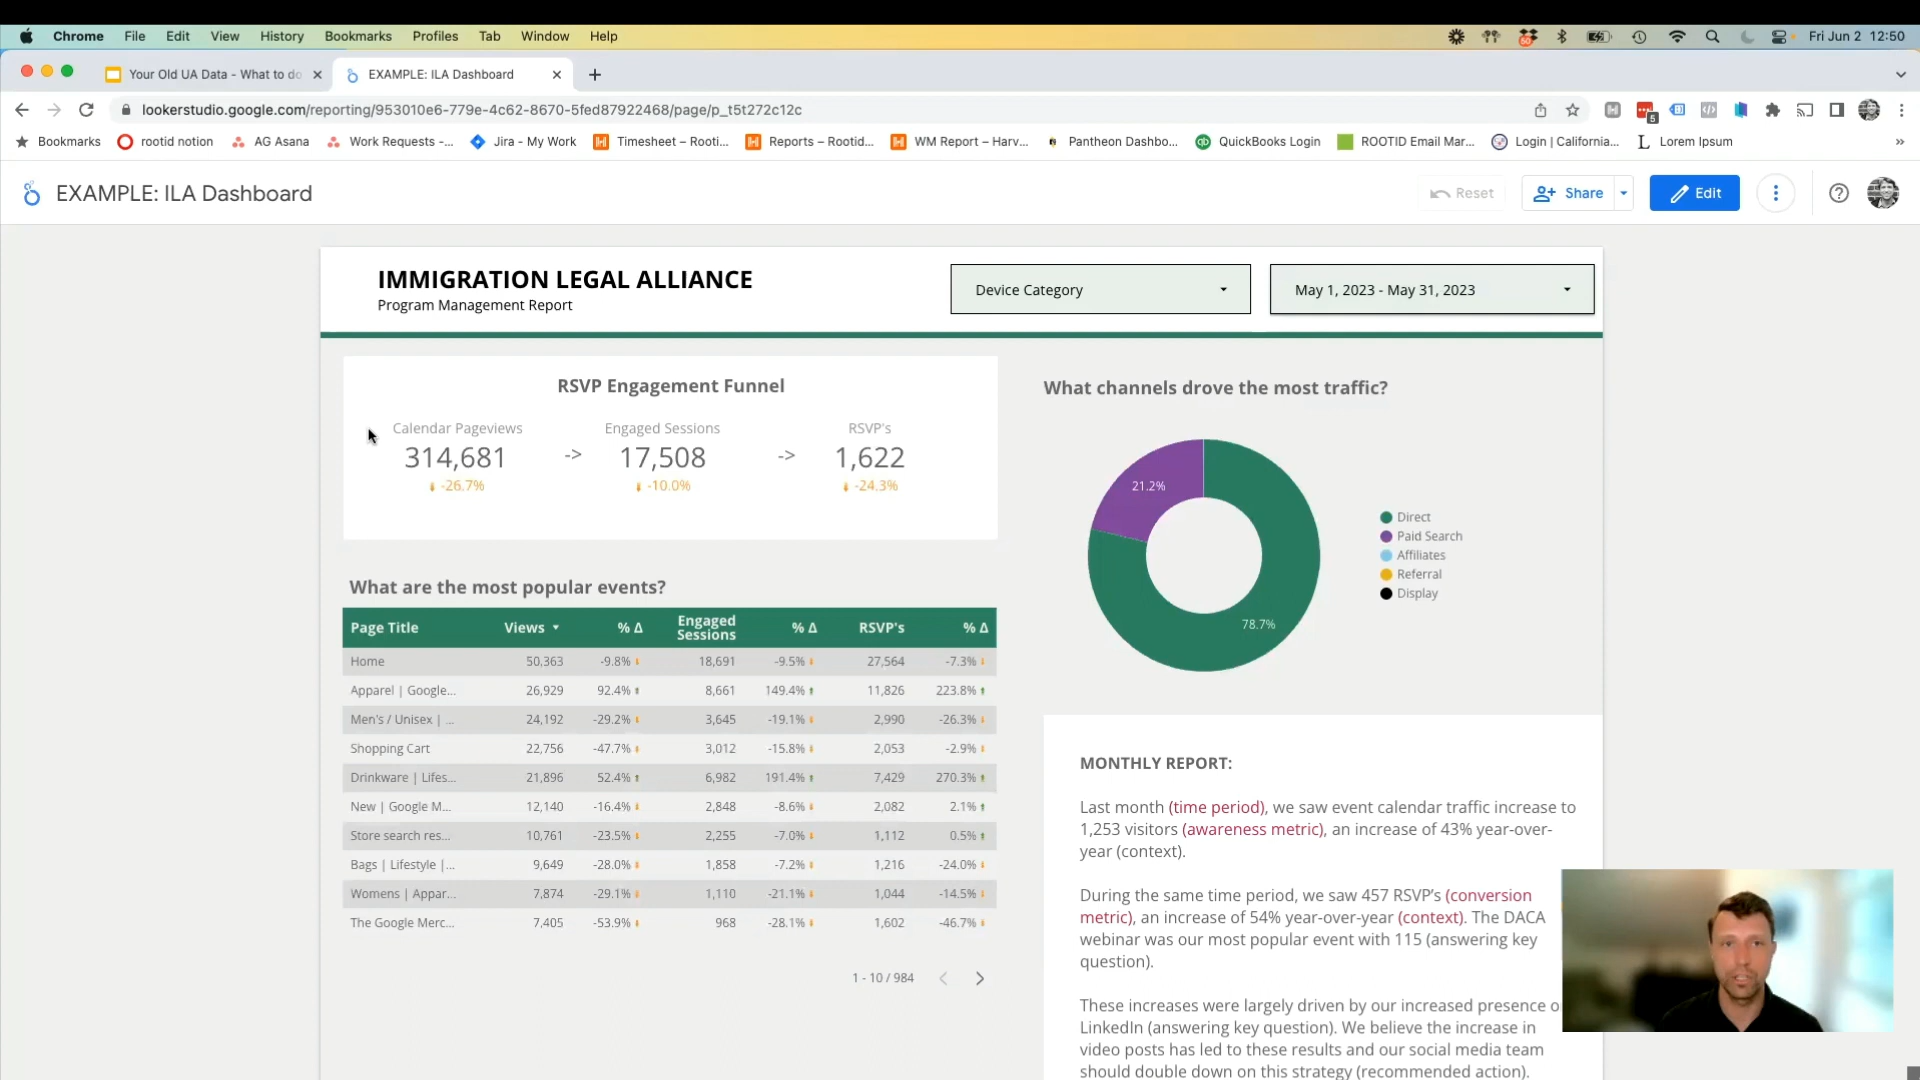 Chrome File Edit View History Bookmarks Profiles Tab Window Help Fri Jun 2 12:50
Your Old UA Data - What to do EXAMPLE: ILA Dashboard
lookerstudio.google.com/reporting/953010e6-779e-4c62-8670-5fed87922468/page/p_t5t272c12c 5
Bookmarks rootid notion AG Asana Work Requests -... Jira - My Work Timesheet – Rooti... Reports – Rootid... WM Report – Harv... Pantheon Dashbo... QuickBooks Login ROOTID Email Mar... Login | California... Lorem Ipsum »
EXAMPLE: ILA Dashboard Reset Share Edit
IMMIGRATION LEGAL ALLIANCE
Program Management Report
Device Category
May 1, 2023 - May 31, 2023
RSVP Engagement Funnel
Calendar Pageviews Engaged Sessions RSVP's
314,681 -> 17,508 -> 1,622
-26.7% -10.0% -24.3%
What are the most popular events?
Page Title Views % Δ Engaged Sessions % Δ RSVP's % Δ
Home 50,363 -9.8% 18,691 -9.5% 27,564 -7.3%
Apparel | Google... 26,929 92.4% 8,661 149.4% 11,826 223.8%
Men's / Unisex | ... 24,192 -29.2% 3,645 -19.1% 2,990 -26.3%
Shopping Cart 22,756 -47.7% 3,012 -15.8% 2,053 -2.9%
Drinkware | Lifes... 21,896 52.4% 6,982 191.4% 7,429 270.3%
New | Google M... 12,140 -16.4% 2,848 -8.6% 2,082 2.1%
Store search res... 10,761 -23.5% 2,255 -7.0% 1,112 0.5%
Bags | Lifestyle |... 9,649 -28.0% 1,858 -7.2% 1,216 -24.0%
Womens | Appar... 7,874 -29.1% 1,110 -21.1% 1,044 -14.5%
The Google Merc... 7,405 -53.9% 968 -28.1% 1,602 -46.7%
1 - 10 / 984
What channels drove the most traffic?
21.2%
78.7%
Direct
Paid Search
Affiliates
Referral
Display
MONTHLY REPORT:
Last month (time period), we saw event calendar traffic increase to
1,253 visitors (awareness metric), an increase of 43% year-over-
year (context).
During the same time period, we saw 457 RSVP's (conversion
metric), an increase of 54% year-over-year (context). The DACA
webinar was our most popular event with 115 (answering key
question).
These increases were largely driven by our increased presence o
LinkedIn (answering key question). We believe the increase in
video posts has led to these results and our social media team
should double down on this strategy (recommended action).